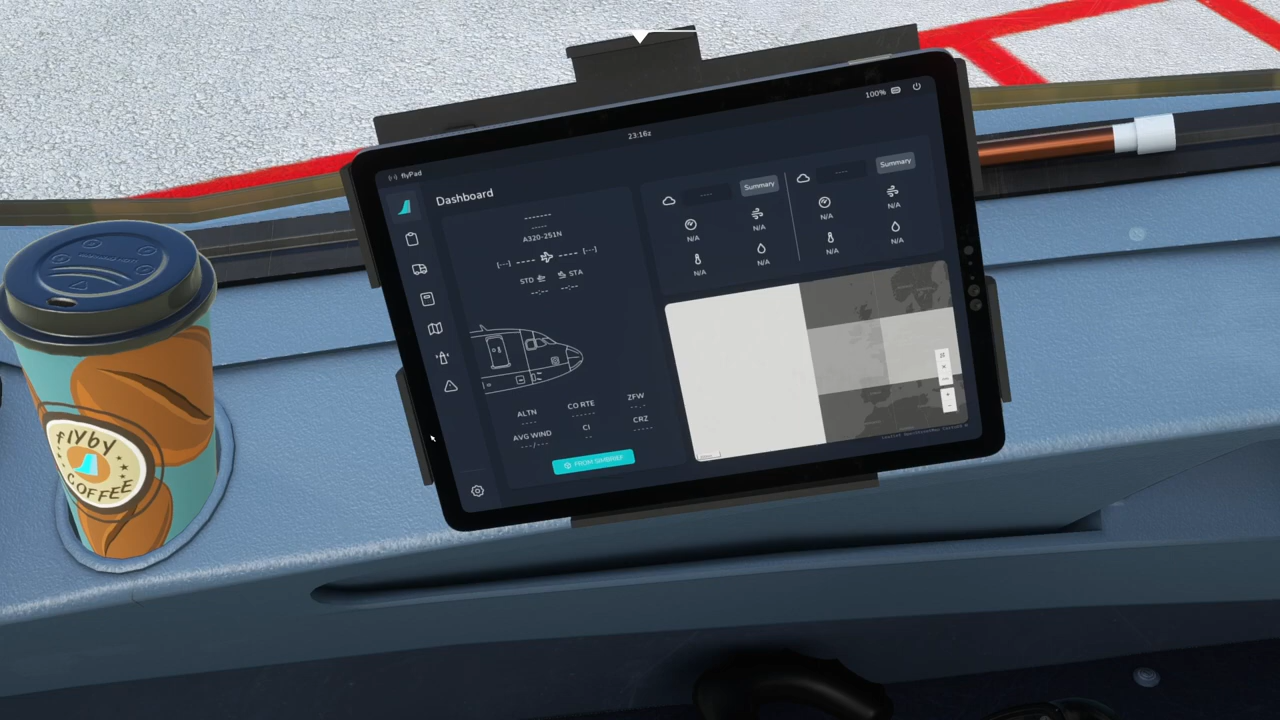 flyPad
23:16z
100%
Dashboard
-------
-----
A320-251N
[---] ---- ---- [---]
STD STA
--:-- --:--
ALTN
----
CO RTE
------
ZFW
--.-
AVG WIND
---/---
CI
--
CRZ
-----
FROM SIMBRIEF
----
Summary
N/A
N/A
N/A
N/A
----
Summary
N/A
N/A
N/A
N/A
flyby
COFFEE